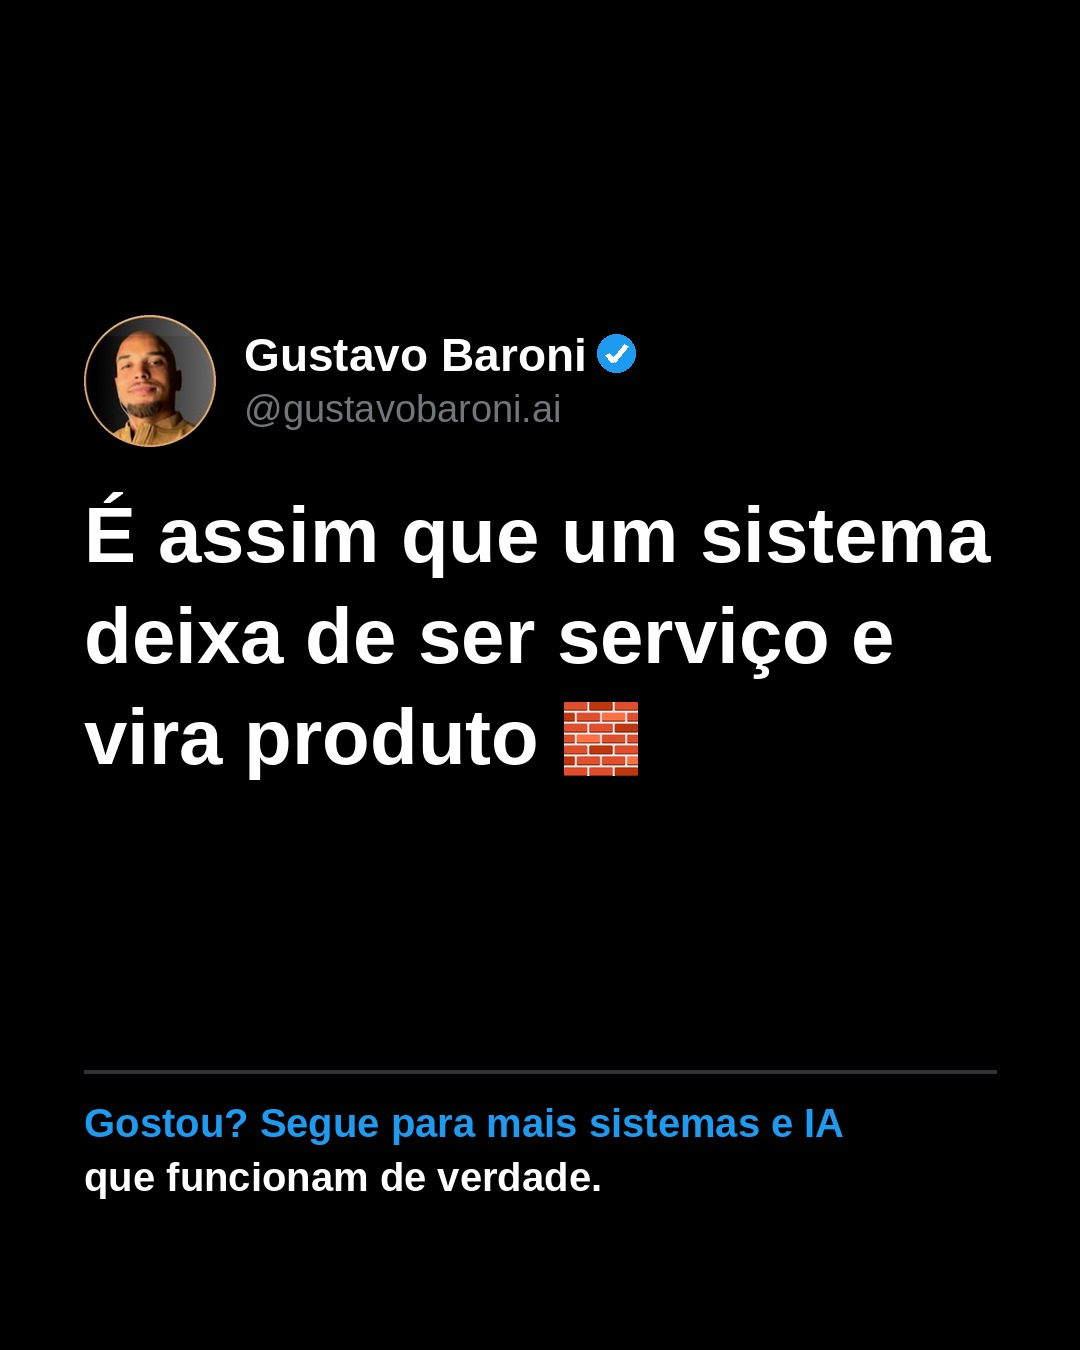 Gustavo Baroni
@gustavobaroni.ai
É assim que um sistema
deixa de ser serviço e
vira produto 🧱
Gostou? Segue para mais sistemas e IA
que funcionam de verdade.